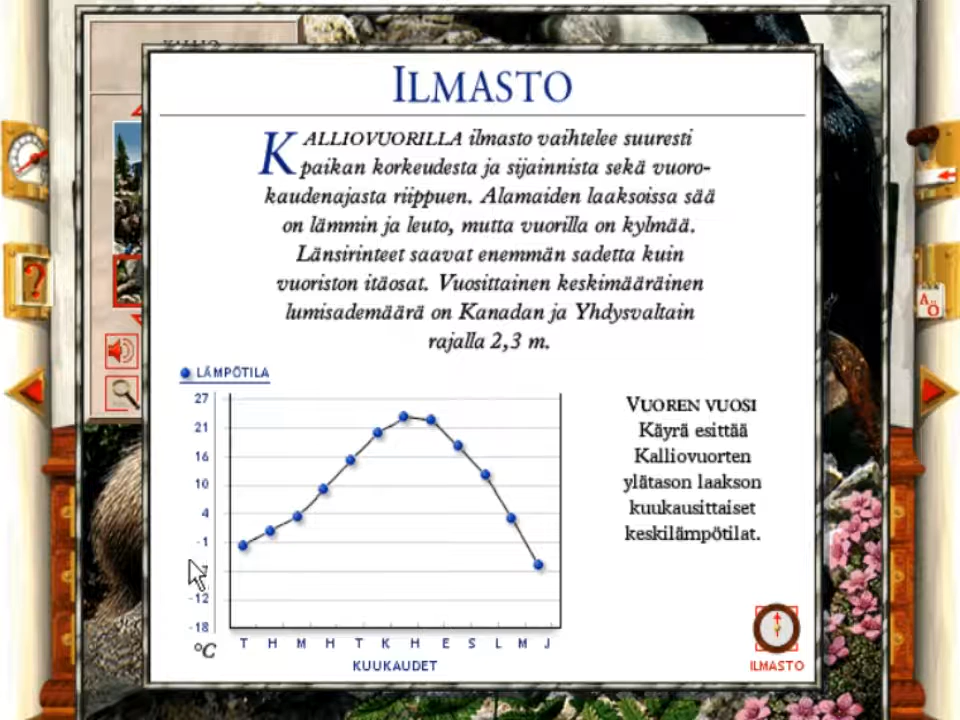 ILMASTO
KALLIOVUORILLA ilmasto vaihtelee suuresti
paikan korkeudesta ja sijainnista sekä vuoro-
kaudenajasta riippuen. Alamaiden laaksoissa sää
on lämmin ja leuto, mutta vuorilla on kylmää.
Länsirinteet saavat enemmän sadetta kuin
vuoriston itäosat. Vuosittainen keskimääräinen
lumisademäärä on Kanadan ja Yhdysvaltain
rajalla 2,3 m.
LÄMPÖTILA
27
21
16
10
4
-1
-12
-18
°C
T H M H T K H E S L M J
KUUKAUDET
VUOREN VUOSI
Käyrä esittää
Kalliovuorten
ylätason laakson
kuukausittaiset
keskilämpötilat.
ILMASTO
?
A
Ö